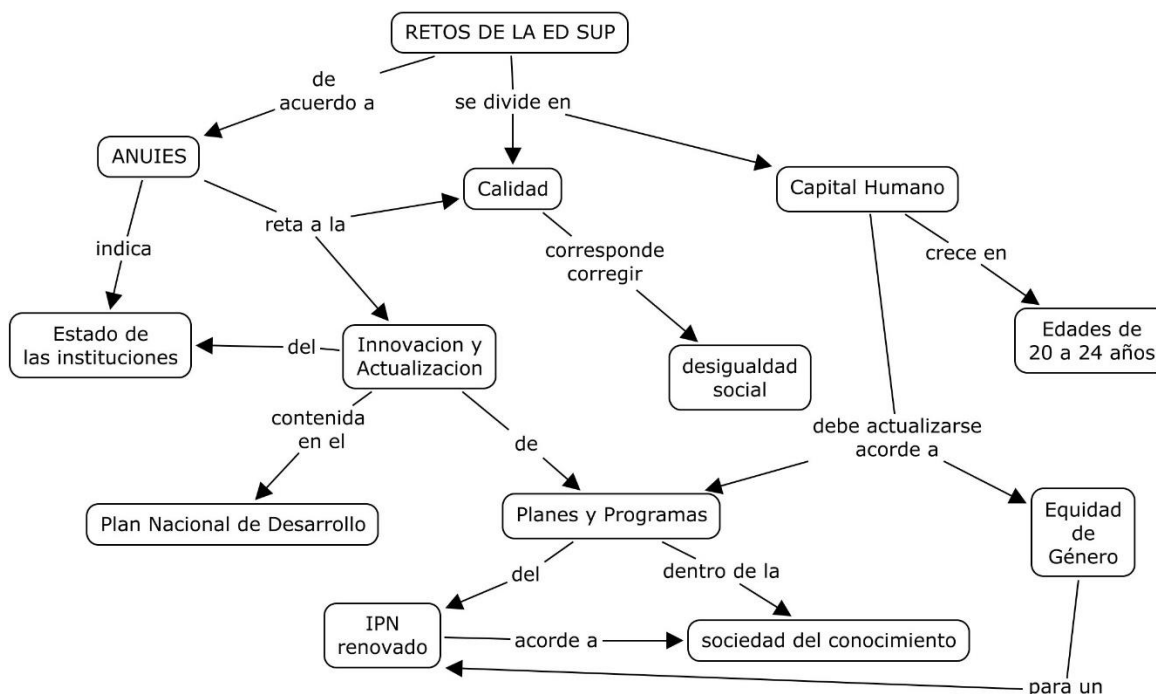 RETOS DE LA ED SUP
de
acuerdo a
se divide en
ANUIES
Calidad
Capital Humano
reta a la
indica
corresponde
corregir
crece en
Estado de
las instituciones
del
Innovacion y
Actualizacion
desigualdad
social
Edades de
20 a 24 años
contenida
en el
de
debe actualizarse
acorde a
Plan Nacional de Desarrollo
Planes y Programas
Equidad
de
Género
del
dentro de la
IPN
renovado
acorde a
sociedad del conocimiento
para un